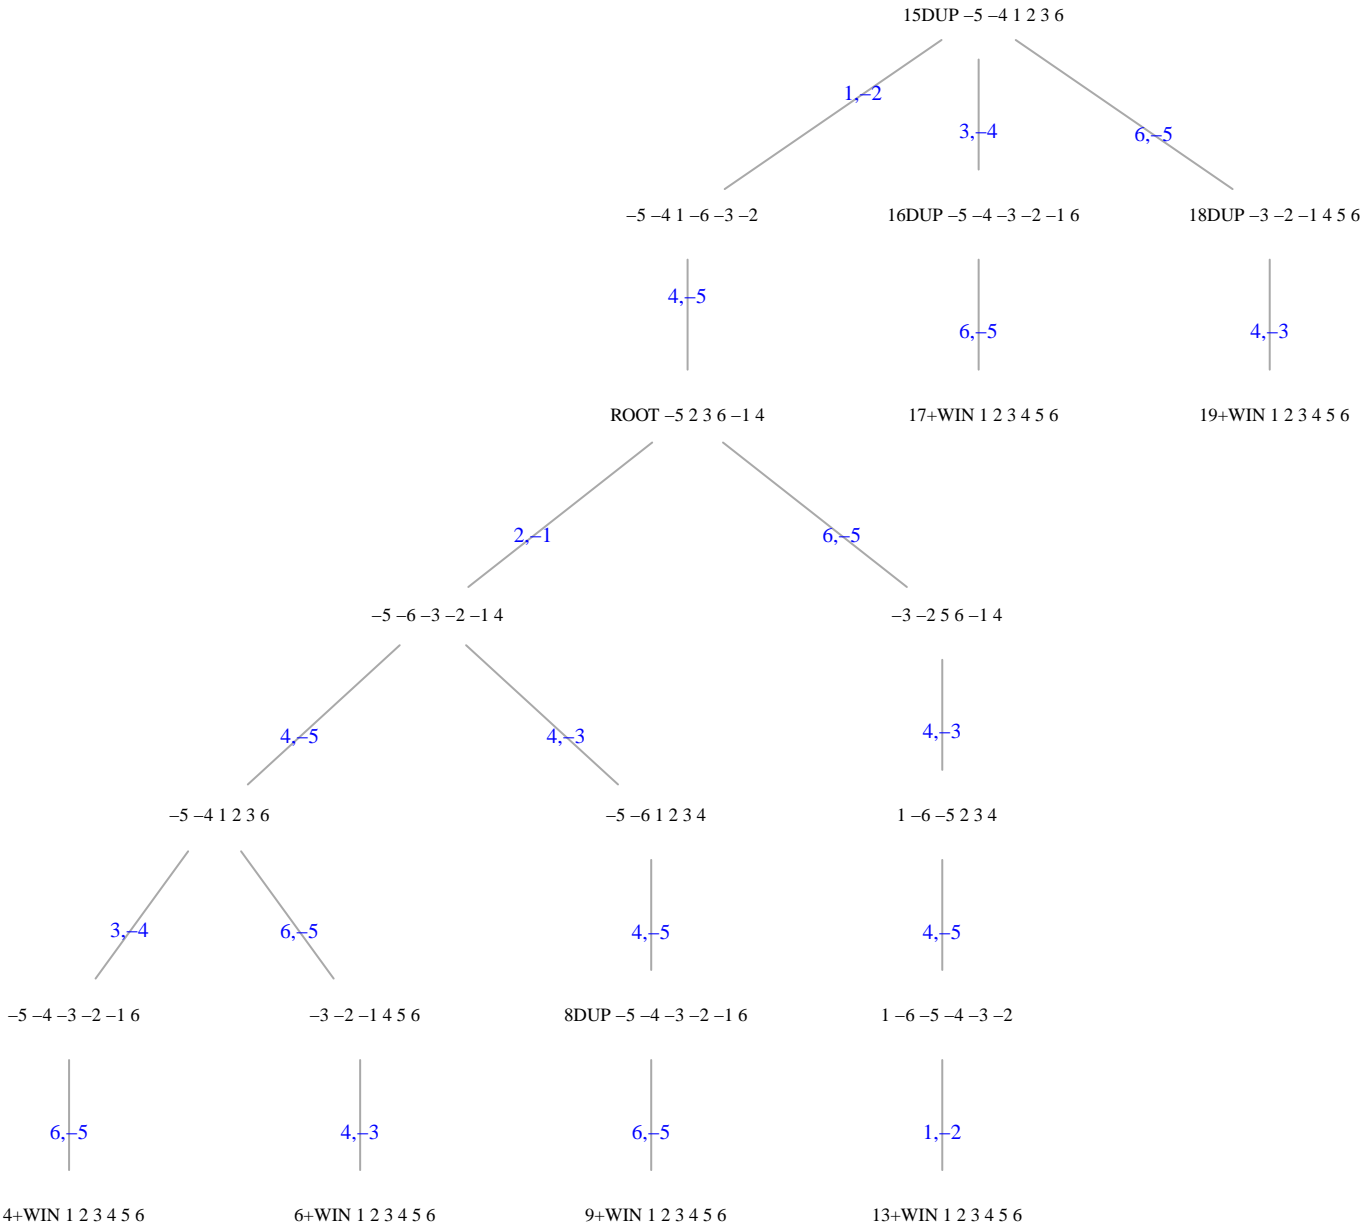 15DUP –5 –4 1 2 3 6
1,–2
3,–4
6,–5
–5 –4 1 –6 –3 –2
16DUP –5 –4 –3 –2 –1 6
18DUP –3 –2 –1 4 5 6
4,–5
6,–5
4,–3
ROOT –5 2 3 6 –1 4
17+WIN 1 2 3 4 5 6
19+WIN 1 2 3 4 5 6
2,–1
6,–5
–5 –6 –3 –2 –1 4
–3 –2 5 6 –1 4
4,–5
4,–3
4,–3
–5 –4 1 2 3 6
–5 –6 1 2 3 4
1 –6 –5 2 3 4
3,–4
6,–5
4,–5
4,–5
–5 –4 –3 –2 –1 6
–3 –2 –1 4 5 6
8DUP –5 –4 –3 –2 –1 6
1 –6 –5 –4 –3 –2
6,–5
4,–3
6,–5
1,–2
4+WIN 1 2 3 4 5 6
6+WIN 1 2 3 4 5 6
9+WIN 1 2 3 4 5 6
13+WIN 1 2 3 4 5 6